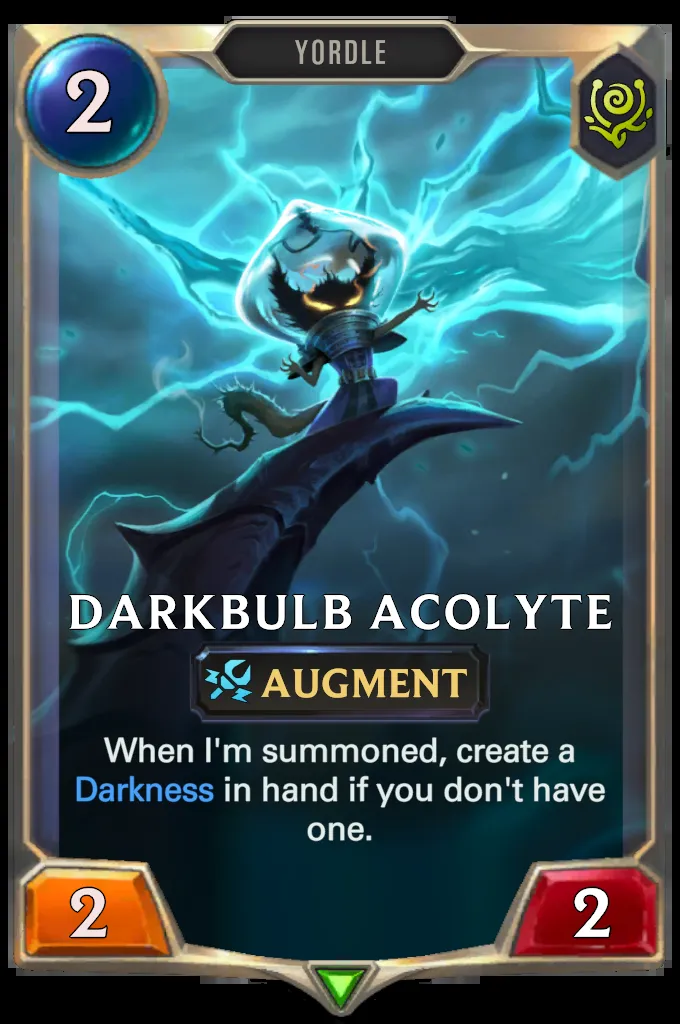 YORDLE
2
DARKBULB ACOLYTE
AUGMENT
When I'm summoned, create a
Darkness in hand if you don't have
one.
2
2